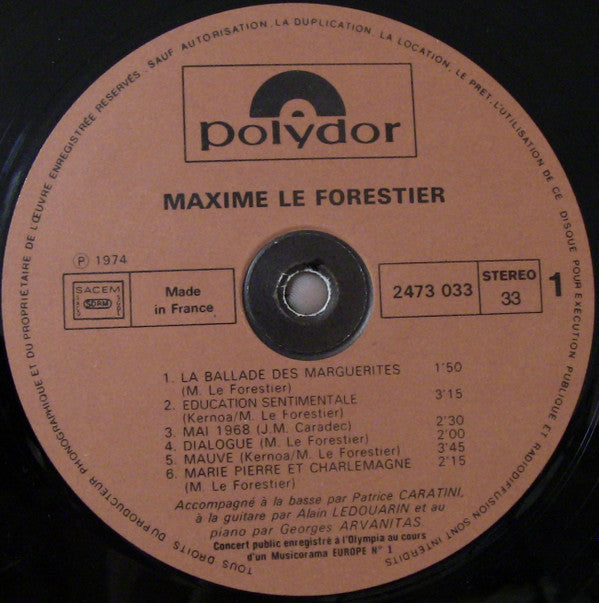 TOUS DROITS DU PRODUCTEUR PHONOGRAPHIQUE ET DU PROPRIÉTAIRE DE L'ŒUVRE ENREGISTRÉE RÉSERVÉS. SAUF AUTORISATION. LA DUPLICATION. LA LOCATION. LE PRET. L'UTILISATION DE CE DISQUE POUR EXECUTION PUBLIQUE ET RADIODIFFUSION SONT INTERDITS
polydor
MAXIME LE FORESTIER
℗ 1974
SACEM
SDRM
Made
in France
2473 033
STEREO
33
1
1. LA BALLADE DES MARGUERITES 1'50
(M. Le Forestier)
2. EDUCATION SENTIMENTALE 3'15
(Kernoa/M. Le Forestier)
3. MAI 1968 (J.M. Caradec) 2'30
4. DIALOGUE (M. Le Forestier) 2'00
5. MAUVE (Kernoa/M. Le Forestier) 3'45
6. MARIE PIERRE ET CHARLEMAGNE 2'15
(M. Le Forestier)
Accompagné à la basse par Patrice CARATINI,
à la guitare par Alain LEDOUARIN et au
piano par Georges ARVANITAS
Concert public enregistré à l'Olympia au cours
d'un Musicorama EUROPE N° 1